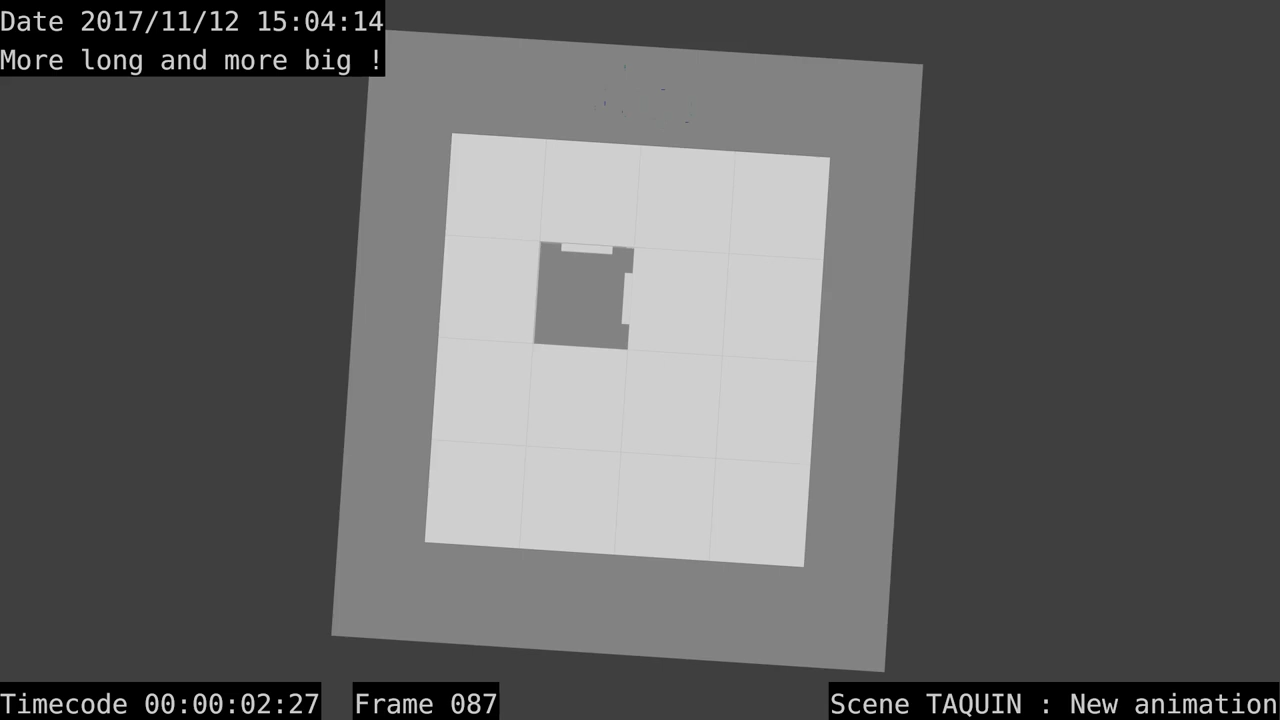 Date 2017/11/12 15:04:14
More long and more big !
Timecode 00:00:02:27
Frame 087
Scene TAQUIN : New animation